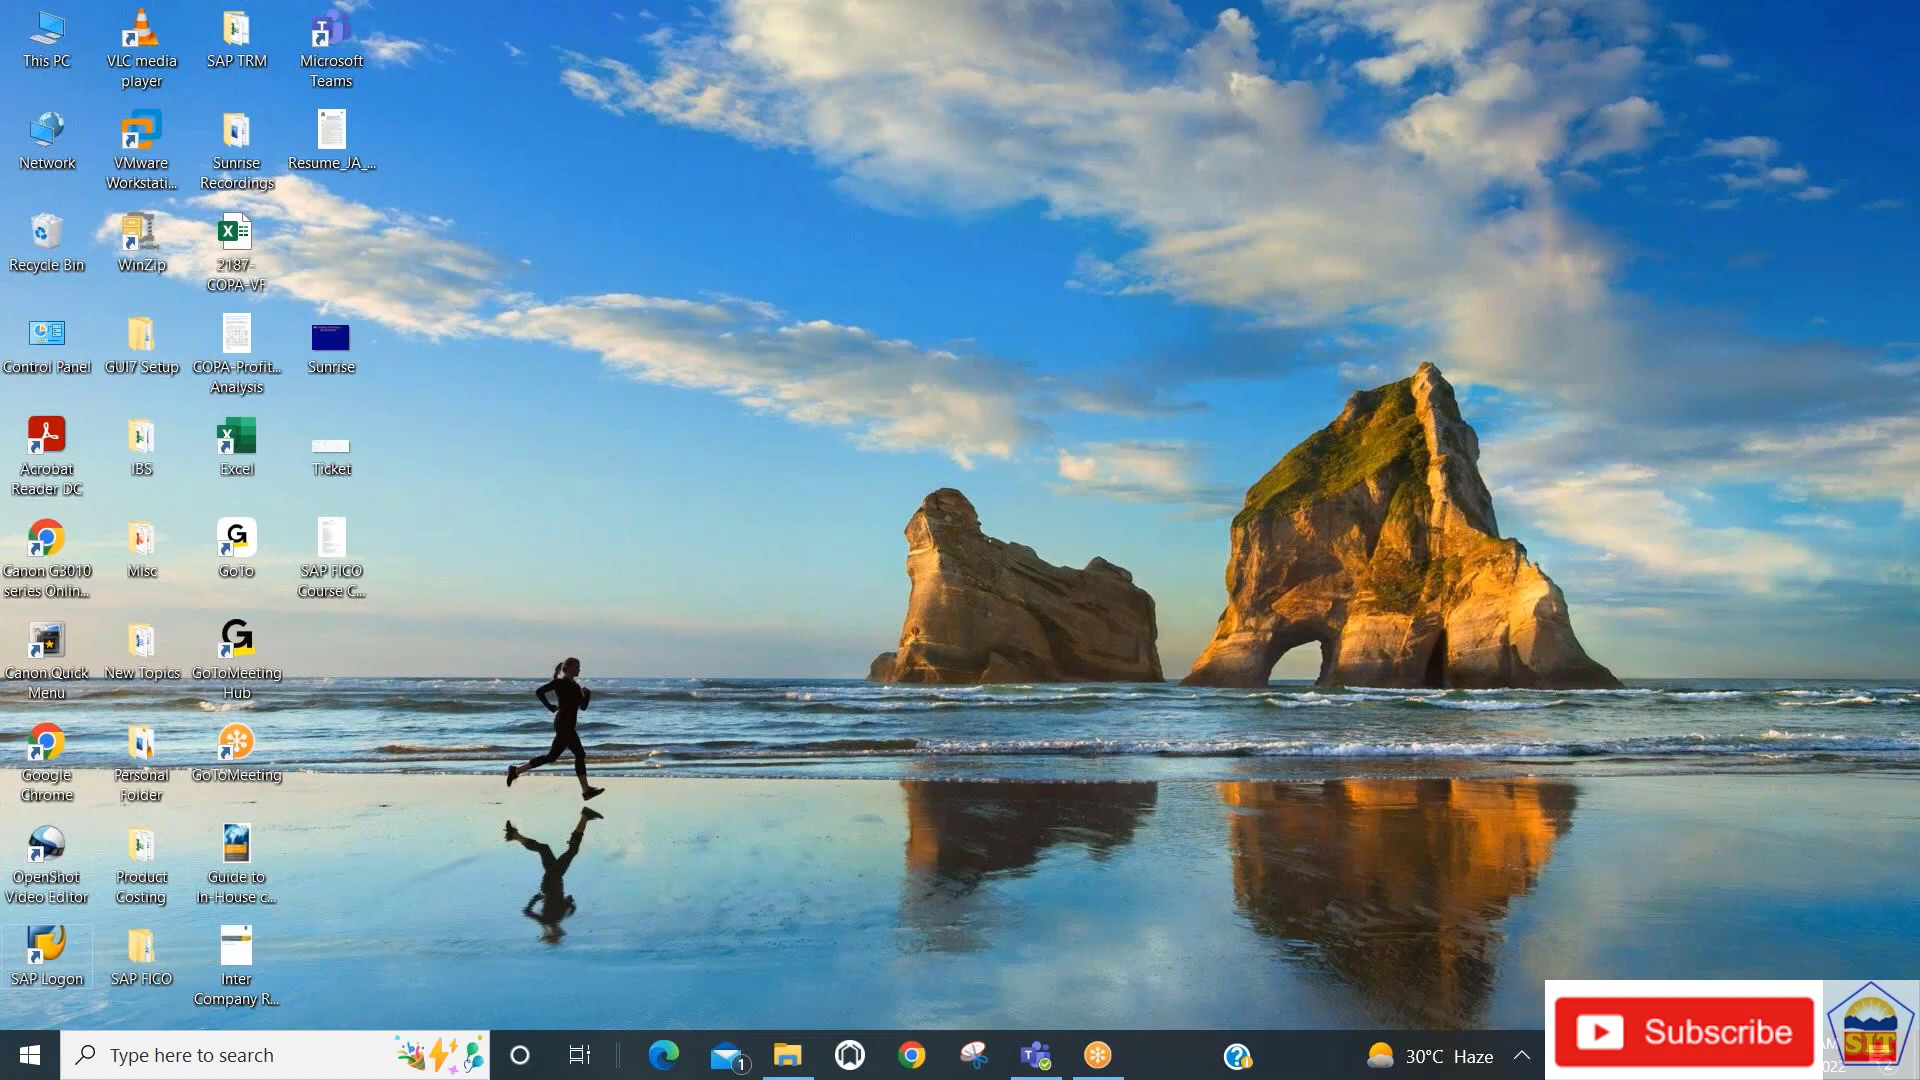 This PC
VLC media
player
SAP TRM
Microsoft
Teams
Network
VMware
Workstati...
Sunrise
Recordings
Resume_JA_...
Recycle Bin
WinZip
2187-
COPA-VF
Control Panel
GUI7 Setup
COPA-Profit...
Analysis
Sunrise
Acrobat
Reader DC
IBS
Excel
Ticket
Canon G3010
series Onlin...
Misc
GoTo
SAP FICO
Course C...
Canon Quick
Menu
New Topics
GoToMeeting
Hub
Google
Chrome
Personal
Folder
GoToMeeting
OpenShot
Video Editor
Product
Costing
Guide to
In-House c...
SAP Logon
SAP FICO
Inter
Company R...
Type here to search
1
30°C Haze
Subscribe
SIT